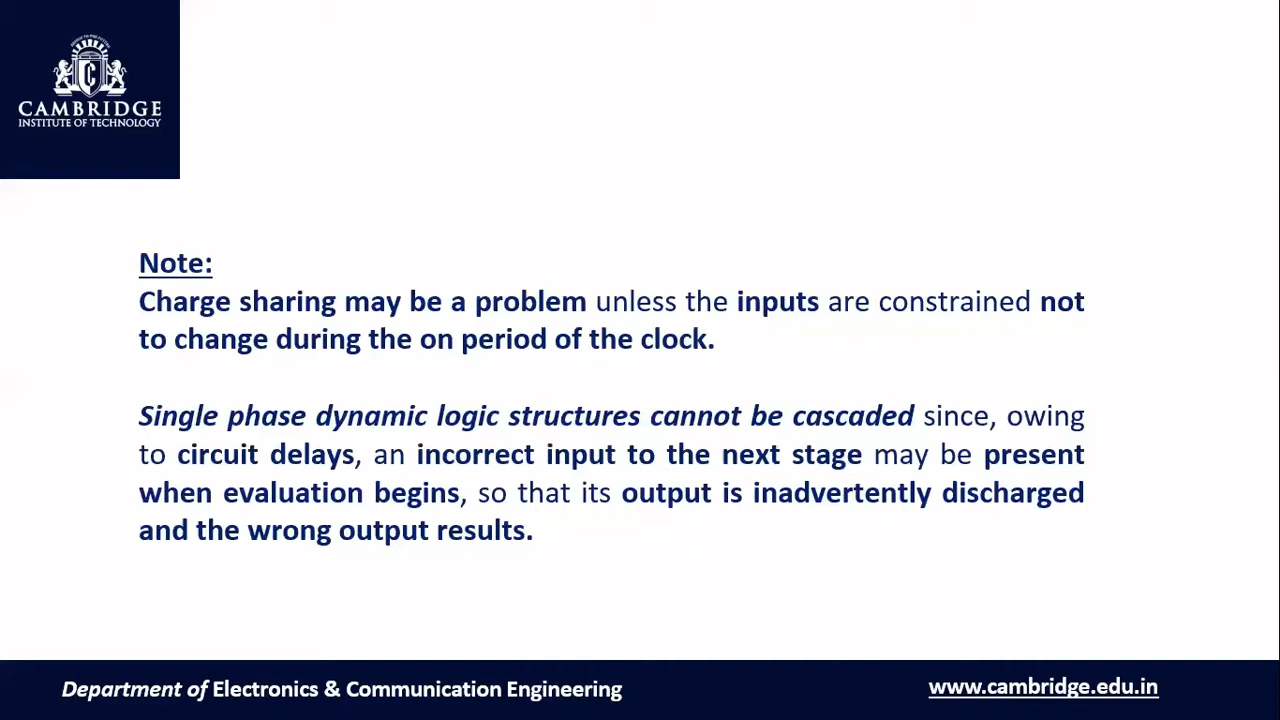 CAMBRIDGE
INSTITUTE OF TECHNOLOGY
Note:
Charge sharing may be a problem unless the inputs are constrained not
to change during the on period of the clock.
Single phase dynamic logic structures cannot be cascaded since, owing
to circuit delays, an incorrect input to the next stage may be present
when evaluation begins, so that its output is inadvertently discharged
and the wrong output results.
Department of Electronics & Communication Engineering
www.cambridge.edu.in